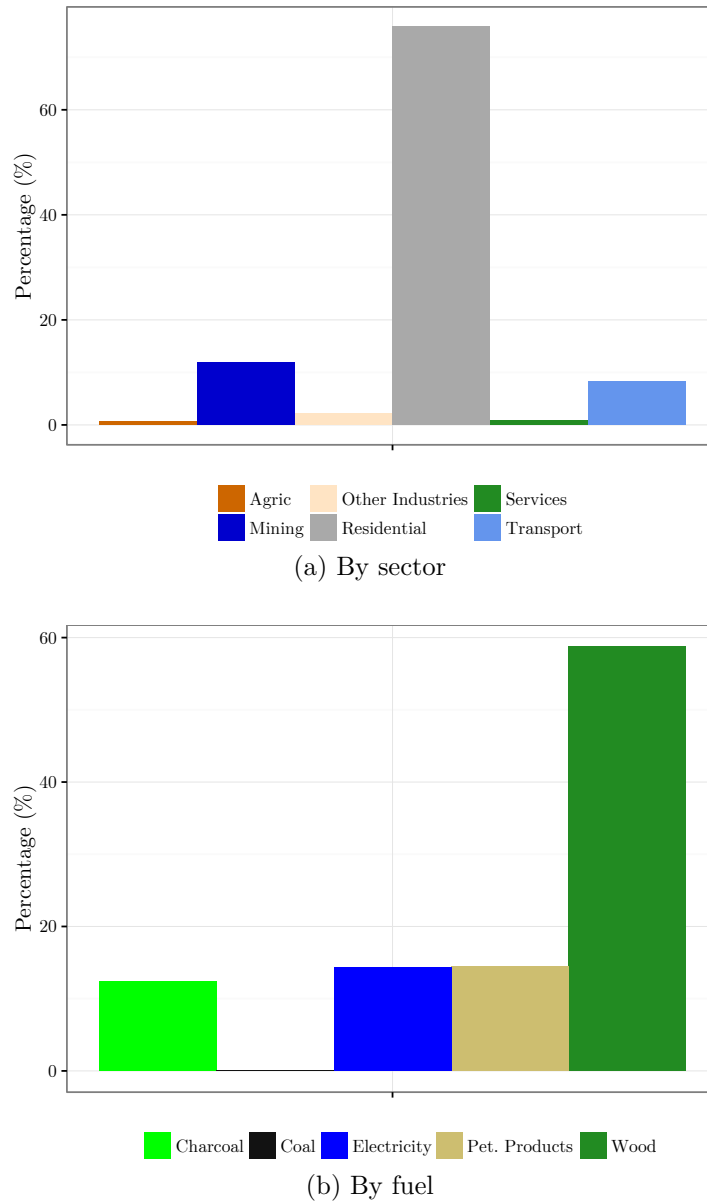 60
40
20
0
Percentage (%)
Agric Other Industries Services
Mining Residential Transport
(a) By sector
60
40
20
0
Percentage (%)
Charcoal Coal Electricity Pet. Products Wood
(b) By fuel